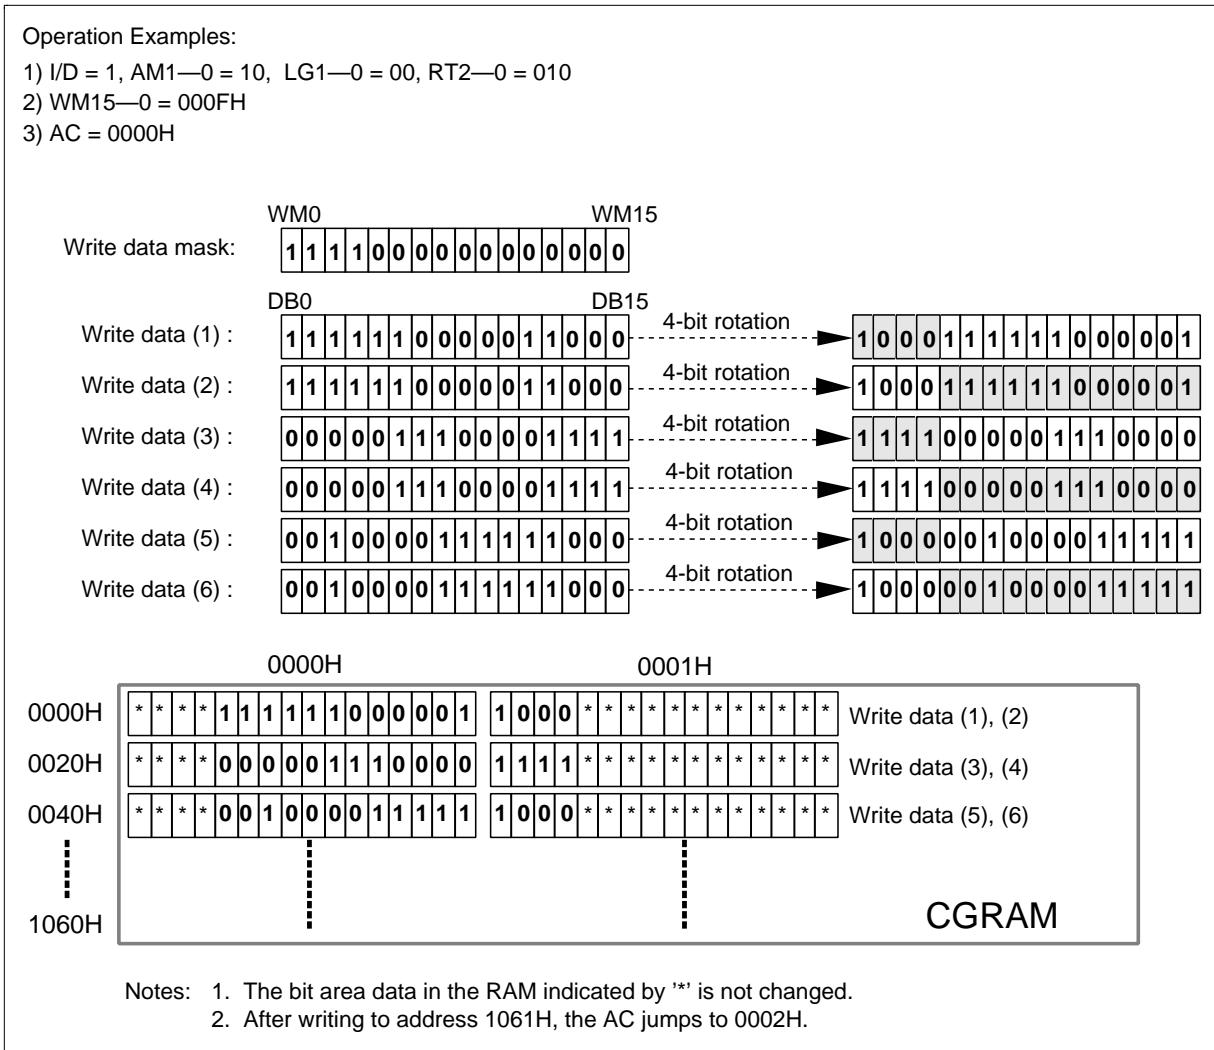 Operation Examples:
1) I/D = 1, AM1—0 = 10, LG1—0 = 00, RT2—0 = 010
2) WM15—0 = 000FH
3) AC = 0000H
WM0 WM15
Write data mask: 1 1 1 1 0 0 0 0 0 0 0 0 0 0 0 0
DB0 DB15
Write data (1) : 1 1 1 1 1 1 0 0 0 0 0 1 1 0 0 0 4-bit rotation 1 0 0 0 1 1 1 1 1 1 0 0 0 0 0 1
Write data (2) : 1 1 1 1 1 1 0 0 0 0 0 1 1 0 0 0 4-bit rotation 1 0 0 0 1 1 1 1 1 1 0 0 0 0 0 1
Write data (3) : 0 0 0 0 0 1 1 1 0 0 0 0 1 1 1 1 4-bit rotation 1 1 1 1 0 0 0 0 0 1 1 1 0 0 0 0
Write data (4) : 0 0 0 0 0 1 1 1 0 0 0 0 1 1 1 1 4-bit rotation 1 1 1 1 0 0 0 0 0 1 1 1 0 0 0 0
Write data (5) : 0 0 1 0 0 0 0 1 1 1 1 1 1 0 0 0 4-bit rotation 1 0 0 0 0 0 1 0 0 0 0 1 1 1 1 1
Write data (6) : 0 0 1 0 0 0 0 1 1 1 1 1 1 0 0 0 4-bit rotation 1 0 0 0 0 0 1 0 0 0 0 1 1 1 1 1
0000H 0001H
0000H * * * * 1 1 1 1 1 1 0 0 0 0 0 1 1 0 0 0 * * * * * * * * * * * * Write data (1), (2)
0020H * * * * 0 0 0 0 0 1 1 1 0 0 0 0 1 1 1 1 * * * * * * * * * * * * Write data (3), (4)
0040H * * * * 0 0 1 0 0 0 0 1 1 1 1 1 1 0 0 0 * * * * * * * * * * * * Write data (5), (6)
1060H CGRAM
Notes: 1. The bit area data in the RAM indicated by '*' is not changed.
2. After writing to address 1061H, the AC jumps to 0002H.